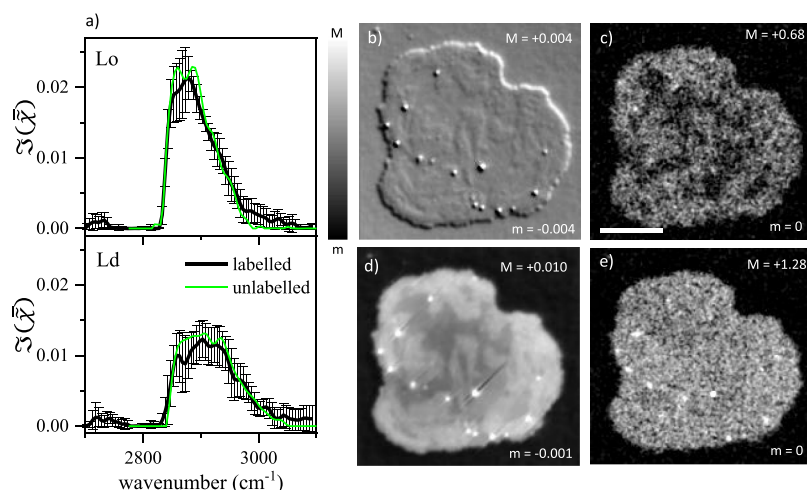 a)
Lo
0.02
0.01
0.00
ℑ(χ̿)
M
m
Ld
labelled
unlabelled
0.02
0.01
0.00
ℑ(χ̿)
2800
3000
wavenumber (cm⁻¹)
b)
M = +0.004
m = -0.004
c)
M = +0.68
m = 0
d)
M = +0.010
m = -0.001
e)
M = +1.28
m = 0